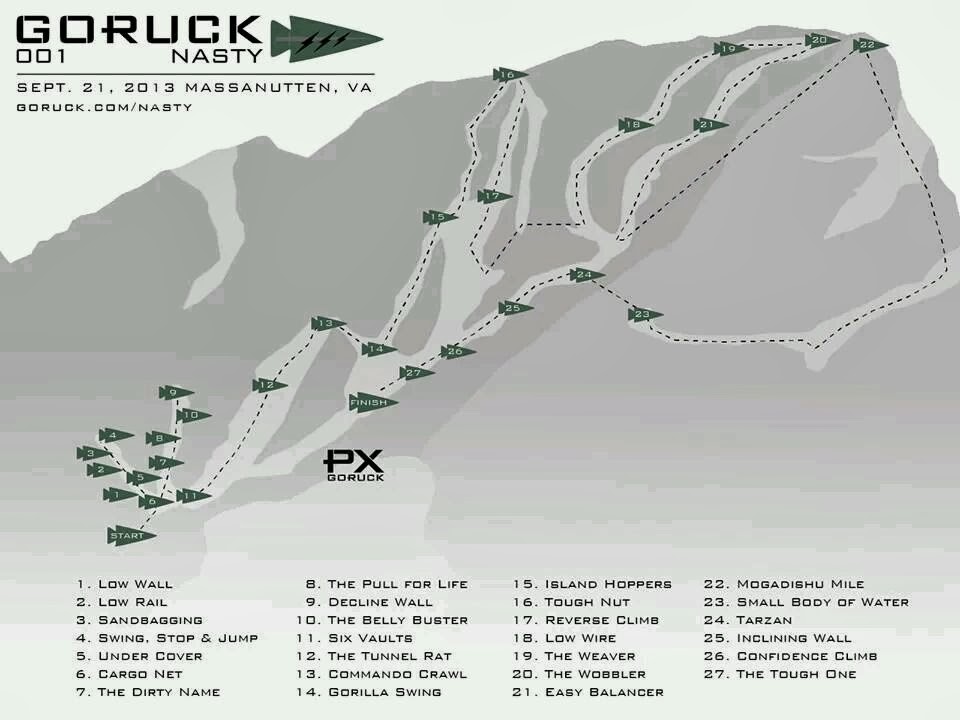 GORUCK
001 NASTY
SEPT. 21, 2013 MASSANUTTEN, VA
GORUCK.COM/NASTY
20
19
22
16
18
21
17
15
24
25
23
13
14
26
27
12
9
FINISH
10
4
8
3
7
2
5
1
6
11
START
PX
GORUCK
1. LOW WALL
2. LOW RAIL
3. SANDBAGGING
4. SWING, STOP & JUMP
5. UNDER COVER
6. CARGO NET
7. THE DIRTY NAME
8. THE PULL FOR LIFE
9. DECLINE WALL
10. THE BELLY BUSTER
11. SIX VAULTS
12. THE TUNNEL RAT
13. COMMANDO CRAWL
14. GORILLA SWING
15. ISLAND HOPPERS
16. TOUGH NUT
17. REVERSE CLIMB
18. LOW WIRE
19. THE WEAVER
20. THE WOBBLER
21. EASY BALANCER
22. MOGADISHU MILE
23. SMALL BODY OF WATER
24. TARZAN
25. INCLINING WALL
26. CONFIDENCE CLIMB
27. THE TOUGH ONE